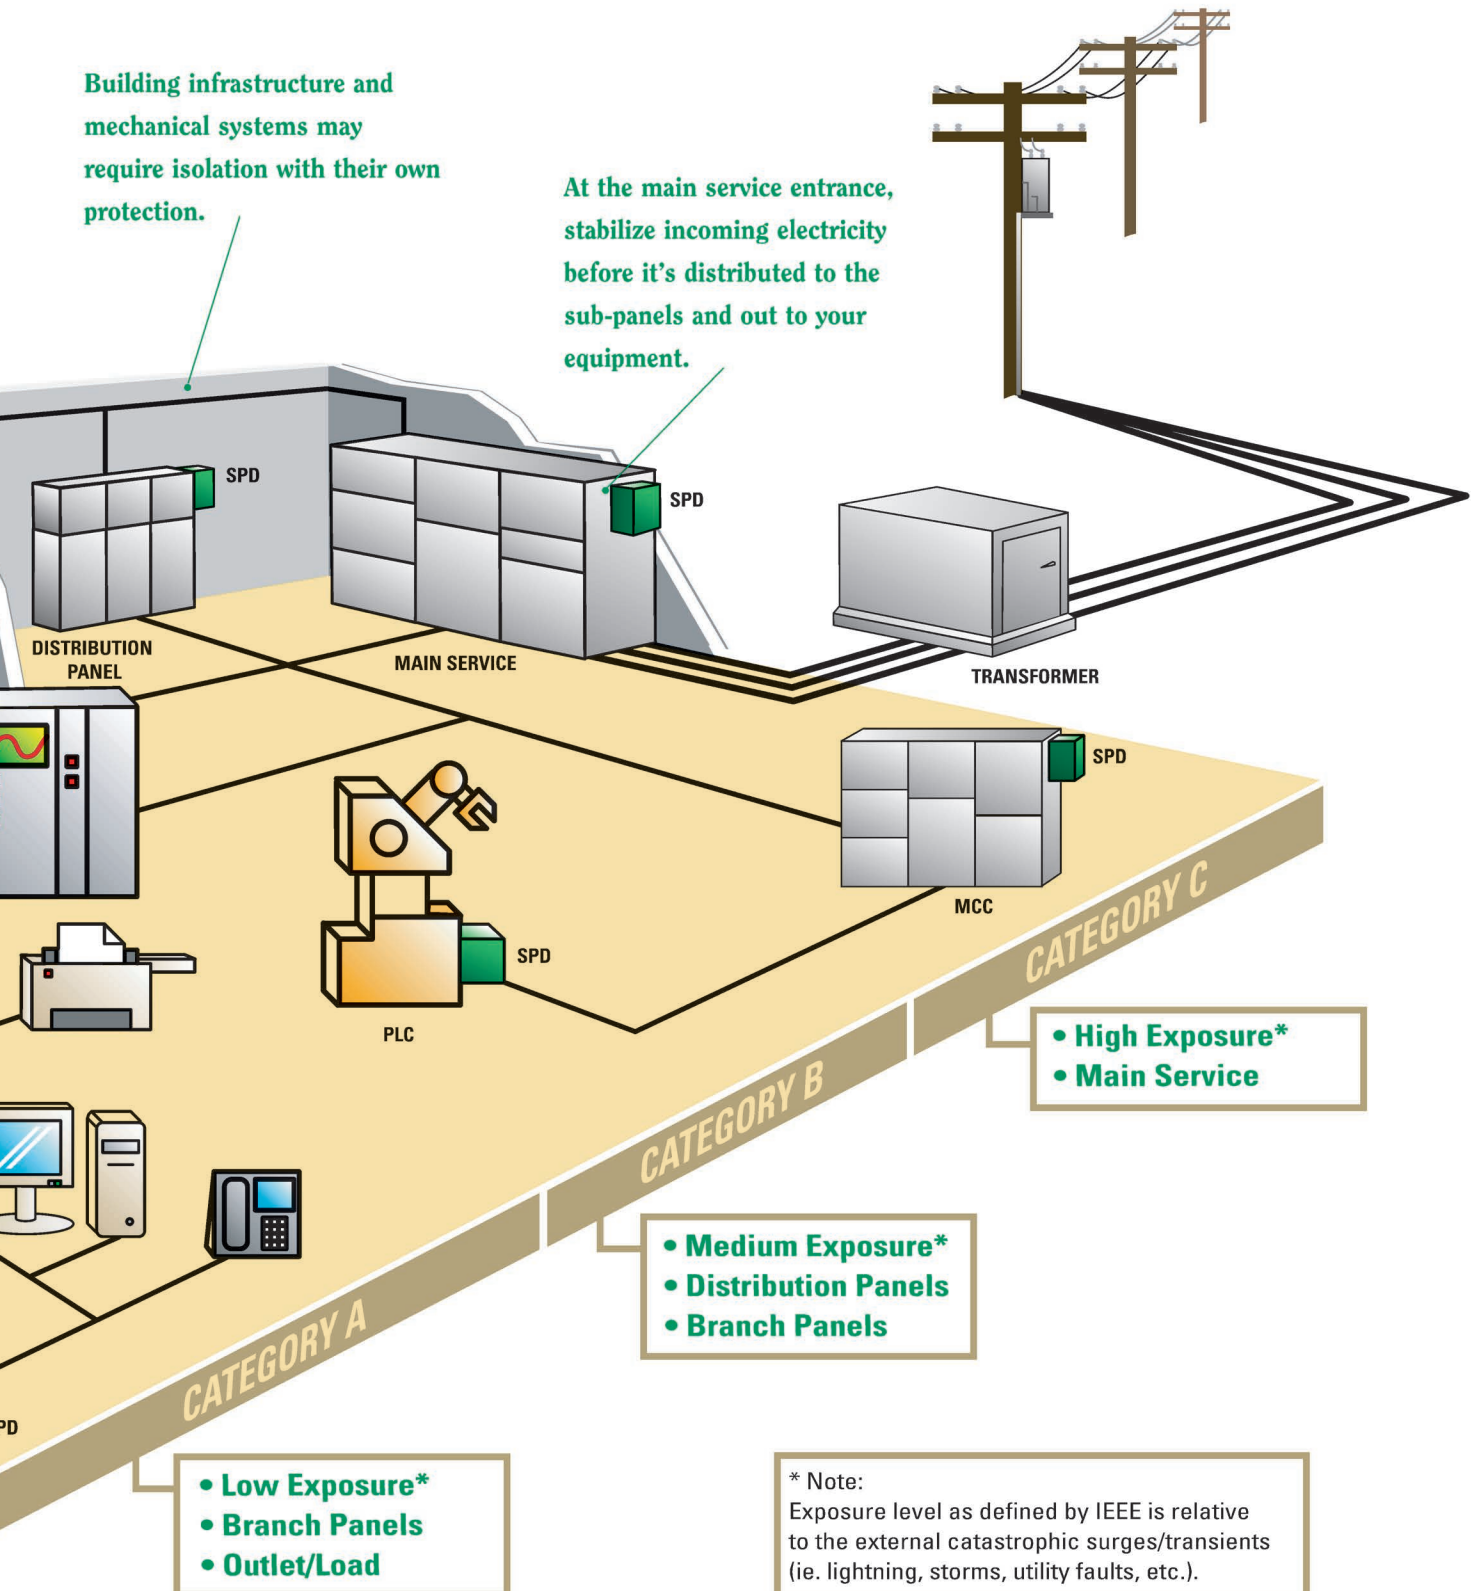 Building infrastructure and
mechanical systems may
require isolation with their own
protection.
At the main service entrance,
stabilize incoming electricity
before it's distributed to the
sub-panels and out to your
equipment.
SPD
SPD
DISTRIBUTION
PANEL
MAIN SERVICE
TRANSFORMER
SPD
MCC
SPD
PLC
CATEGORY C
• High Exposure*
• Main Service
CATEGORY B
• Medium Exposure*
• Distribution Panels
• Branch Panels
CATEGORY A
PD
• Low Exposure*
• Branch Panels
• Outlet/Load
* Note:
Exposure level as defined by IEEE is relative
to the external catastrophic surges/transients
(ie. lightning, storms, utility faults, etc.).